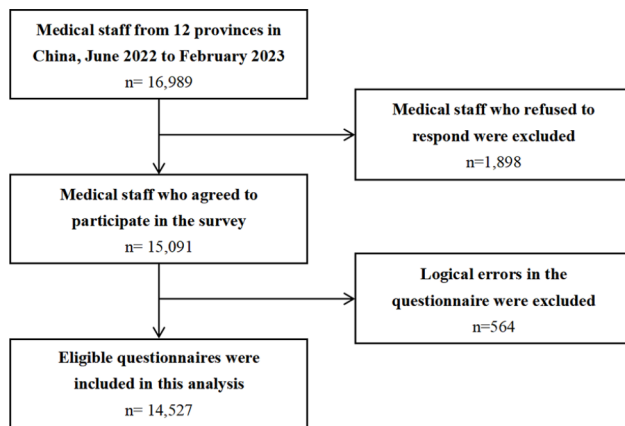 Medical staff from 12 provinces in
China, June 2022 to February 2023
n= 16,989
Medical staff who refused to
respond were excluded
n=1,898
Medical staff who agreed to
participate in the survey
n= 15,091
Logical errors in the
questionnaire were excluded
n=564
Eligible questionnaires were
included in this analysis
n= 14,527